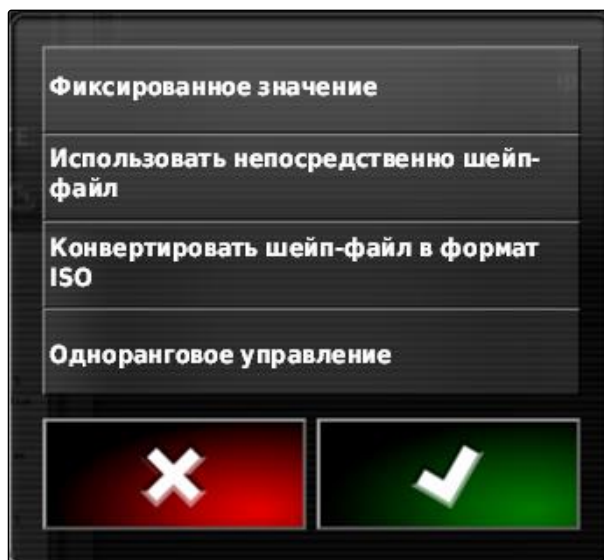 Фиксированное значение
Использовать непосредственно шейп-
файл
Конвертировать шейп-файл в формат
ISO
Одноранговое управление